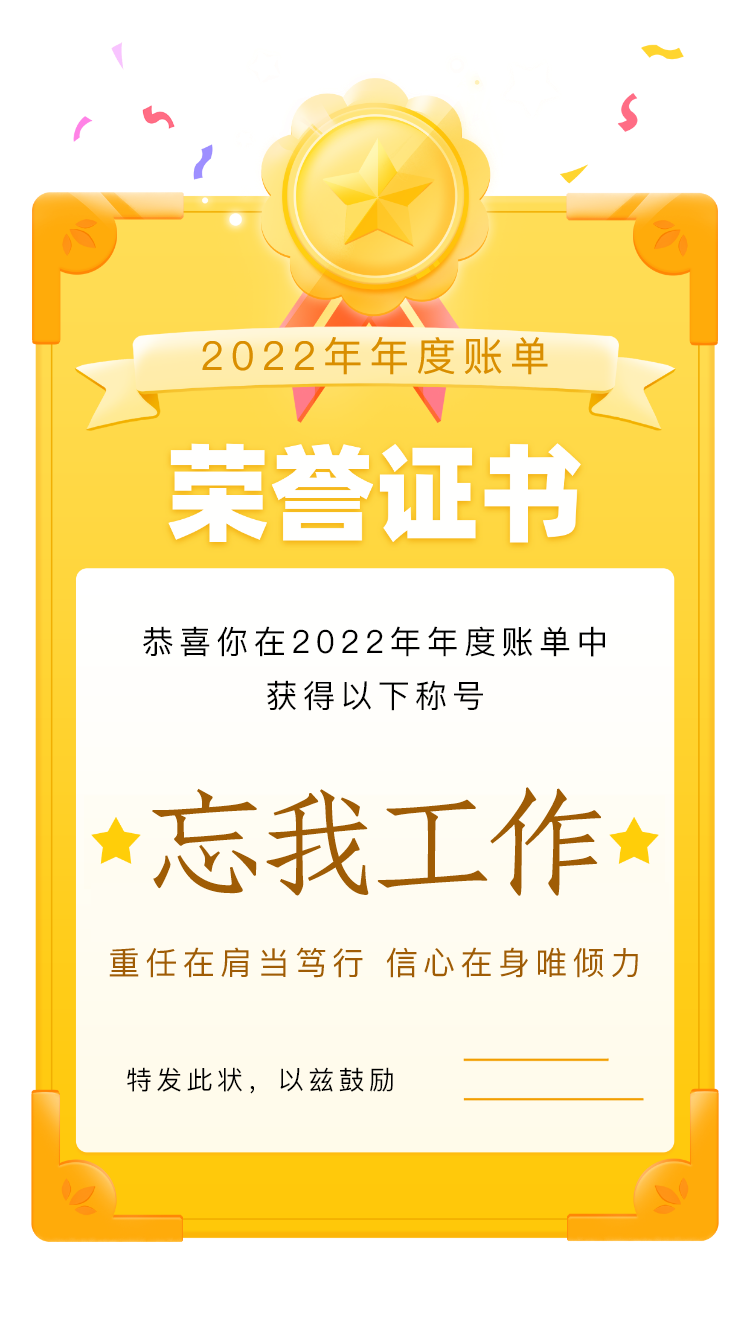 2022年年度账单
荣誉证书
恭喜你在2022年年度账单中
获得以下称号
忘我工作
重任在肩当笃行 信心在身唯倾力
特发此状，以兹鼓励